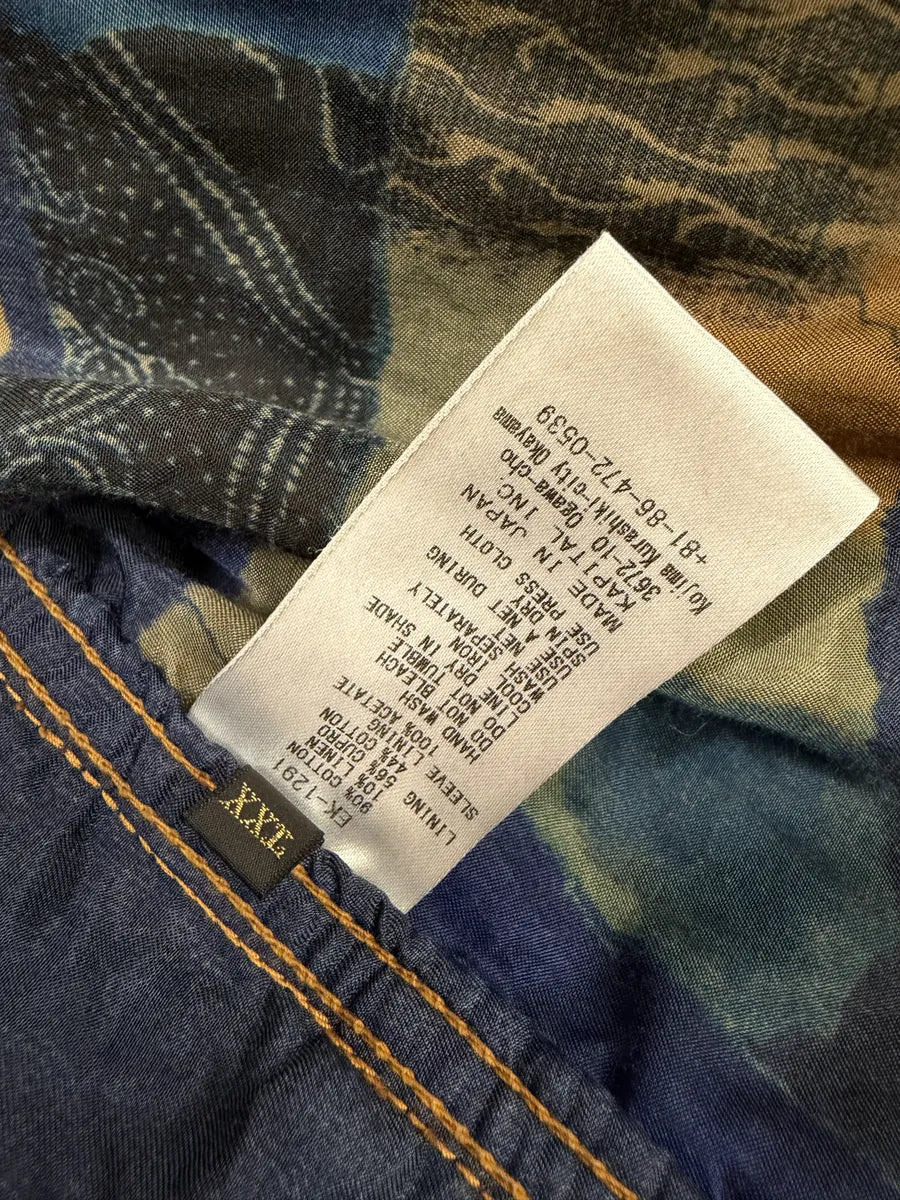 XXL
EK-1291
90% COTTON
10% LINEN
LINING 56% CUPRO
44% COTTON
SLEEVE LINING 100% ACETATE
HAND WASH
DO NOT BLEACH
DO NOT TUMBLE
LINE DRY IN SHADE
COOL IRON
WASH SEPARATELY
USE A NET DURING
SPIN DRY
USE PRESS CLOTH
MADE IN JAPAN
KAPITAL INC.
3672-10 Ogawa-cho
Kojima Kurashiki-city Okayama
+81-86-472-0539